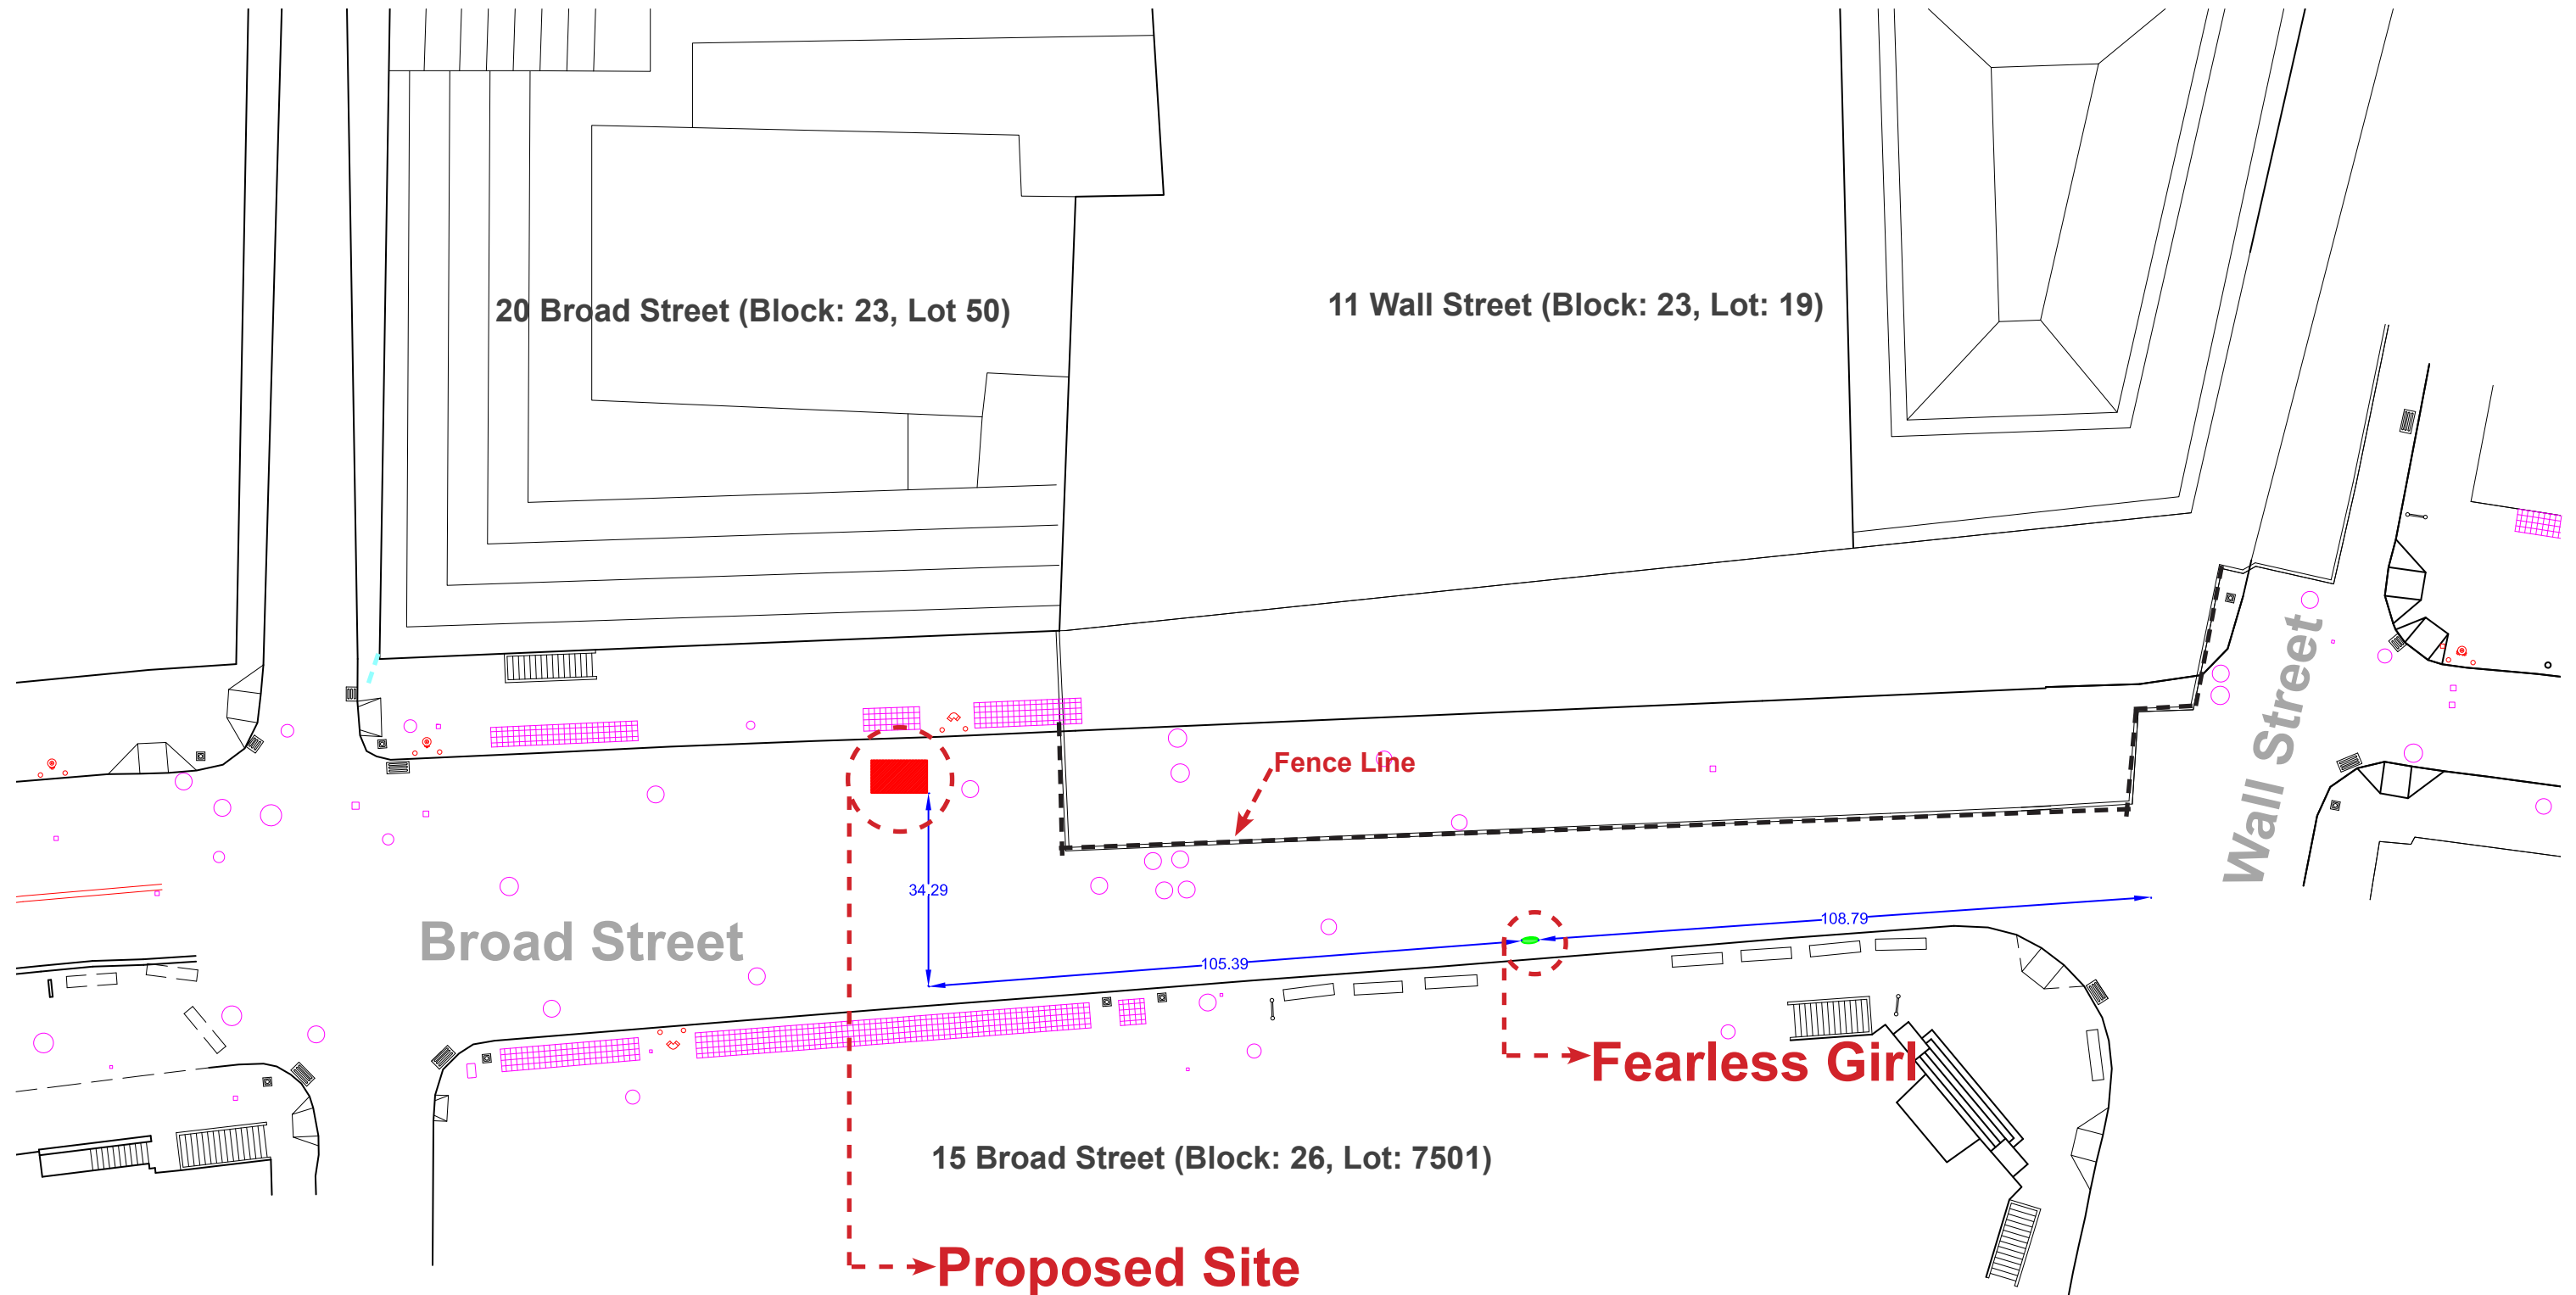 20 Broad Street (Block: 23, Lot 50)
11 Wall Street (Block: 23, Lot: 19)
Wall Street
Fence Line
34.29
Broad Street
108.79
105.39
Fearless Girl
15 Broad Street (Block: 26, Lot: 7501)
Proposed Site